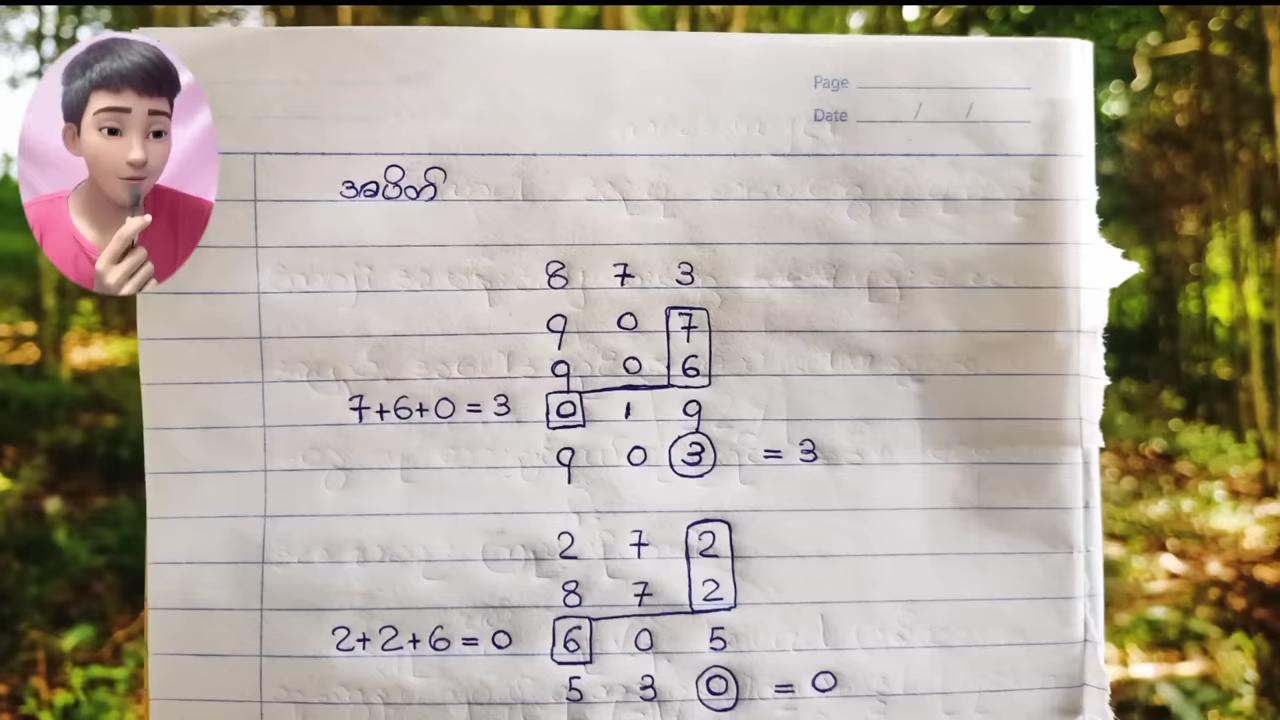 Page
Date / /
အပိတ်
8 7 3
9 0 7
9 0 6
7+6+0=3 0 1 9
9 0 3 = 3
2 7 2
8 7 2
2+2+6=0 6 0 5
5 3 0 = 0